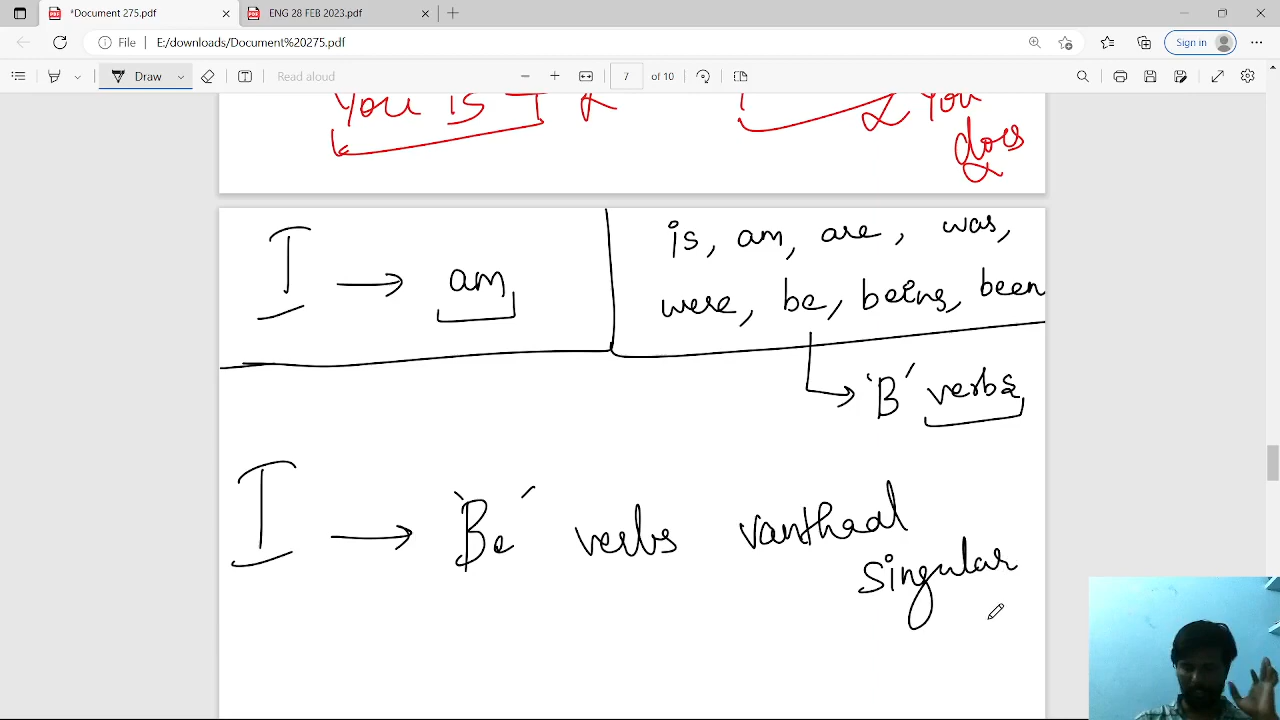 *Document 275.pdf
ENG 28 FEB 2023.pdf
File E:/downloads/Document%20275.pdf
Sign in
Draw
Read aloud
7 of 10
You is
You
does
I → am
is, am, are, was,
were, be, being, been
'B' verbs
I → 'Be' verbs vanthaal
singular